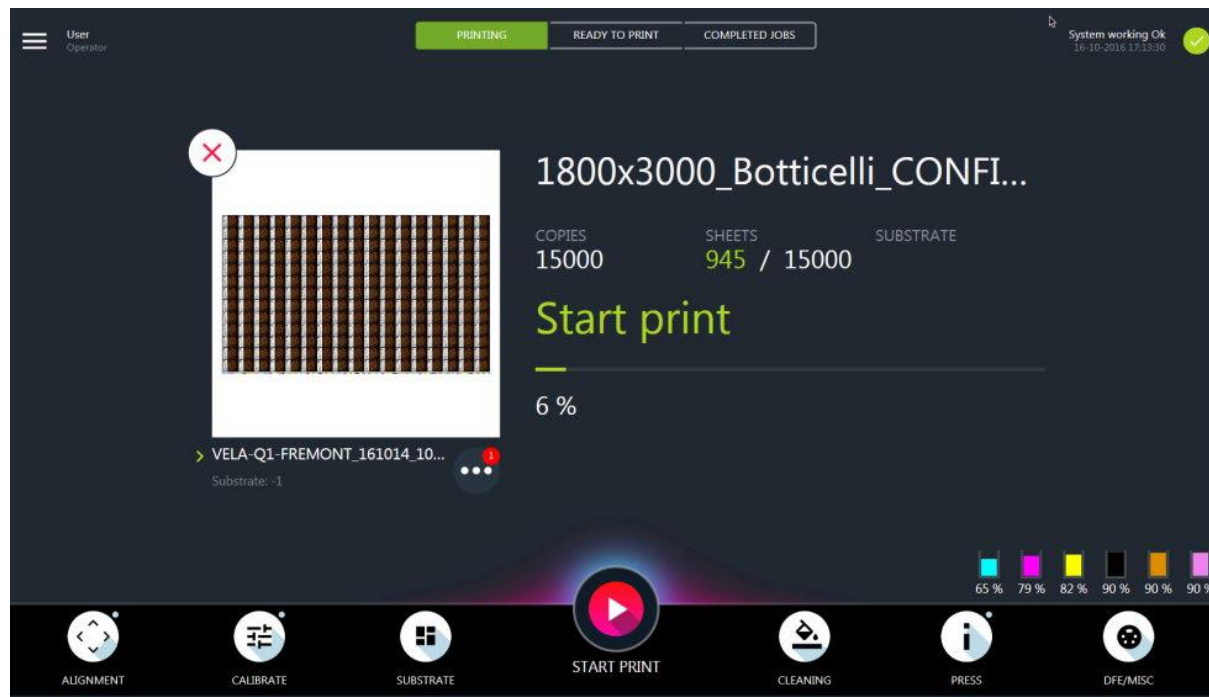 User
Operator
PRINTING
READY TO PRINT
COMPLETED JOBS
System working Ok
16-10-2016 17:13:30
1800x3000_Botticelli_CONFI...
COPIES
15000
SHEETS
945 / 15000
SUBSTRATE
Start print
6 %
VELA-Q1-FREMONT_161014_10...
1
Substrate: -1
65 %
79 %
82 %
90 %
90 %
90 %
ALIGNMENT
CALIBRATE
SUBSTRATE
START PRINT
CLEANING
PRESS
DFE/MISC